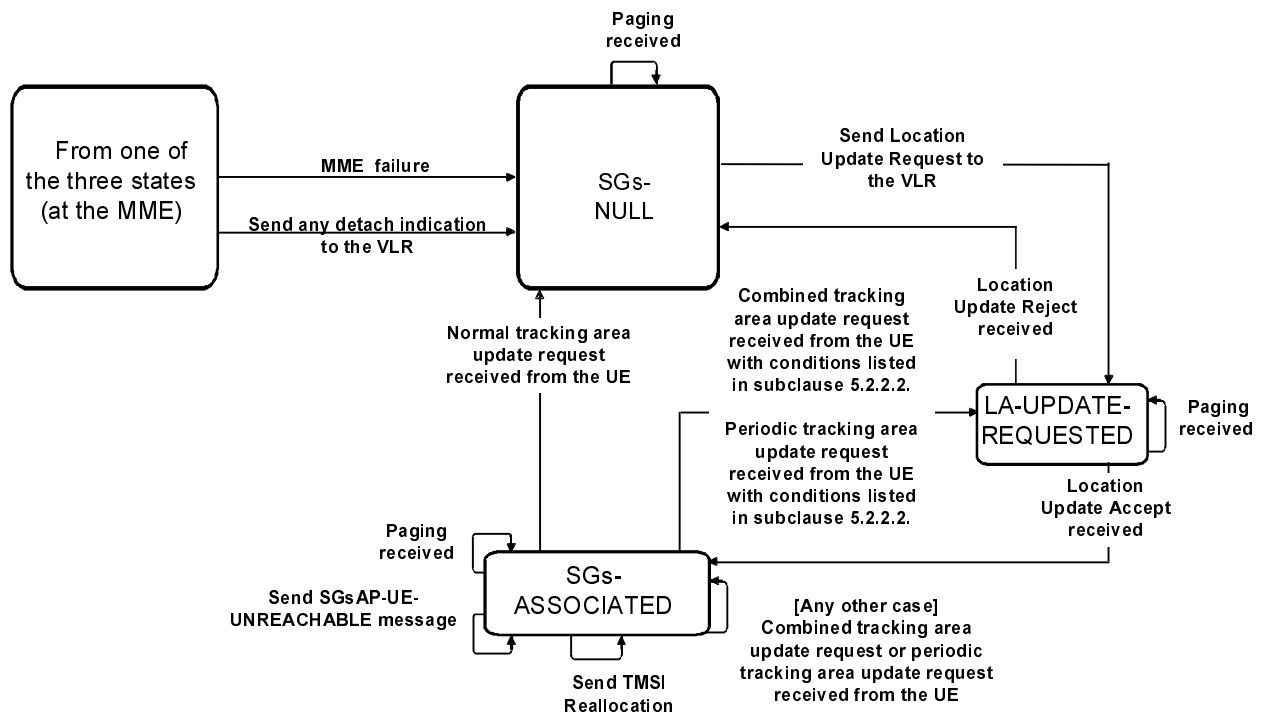 Paging
received
From one of
the three states
(at the MME)
MME failure
Send any detach indication
to the VLR
SGs-
NULL
Send Location
Update Request to
the VLR
Location
Update Reject
received
Normal tracking area
update request
received from the UE
Combined tracking
area update request
received from the UE
with conditions listed
in subclause 5.2.2.2.
Periodic tracking area
update request
received from the UE
with conditions listed
in subclause 5.2.2.2.
LA-UPDATE-
REQUESTED
Paging
received
Location
Update Accept
received
Paging
received
Send SGsAP-UE-
UNREACHABLE message
SGs-
ASSOCIATED
Send TMSI
Reallocation
[Any other case]
Combined tracking area
update request or periodic
tracking area update request
received from the UE